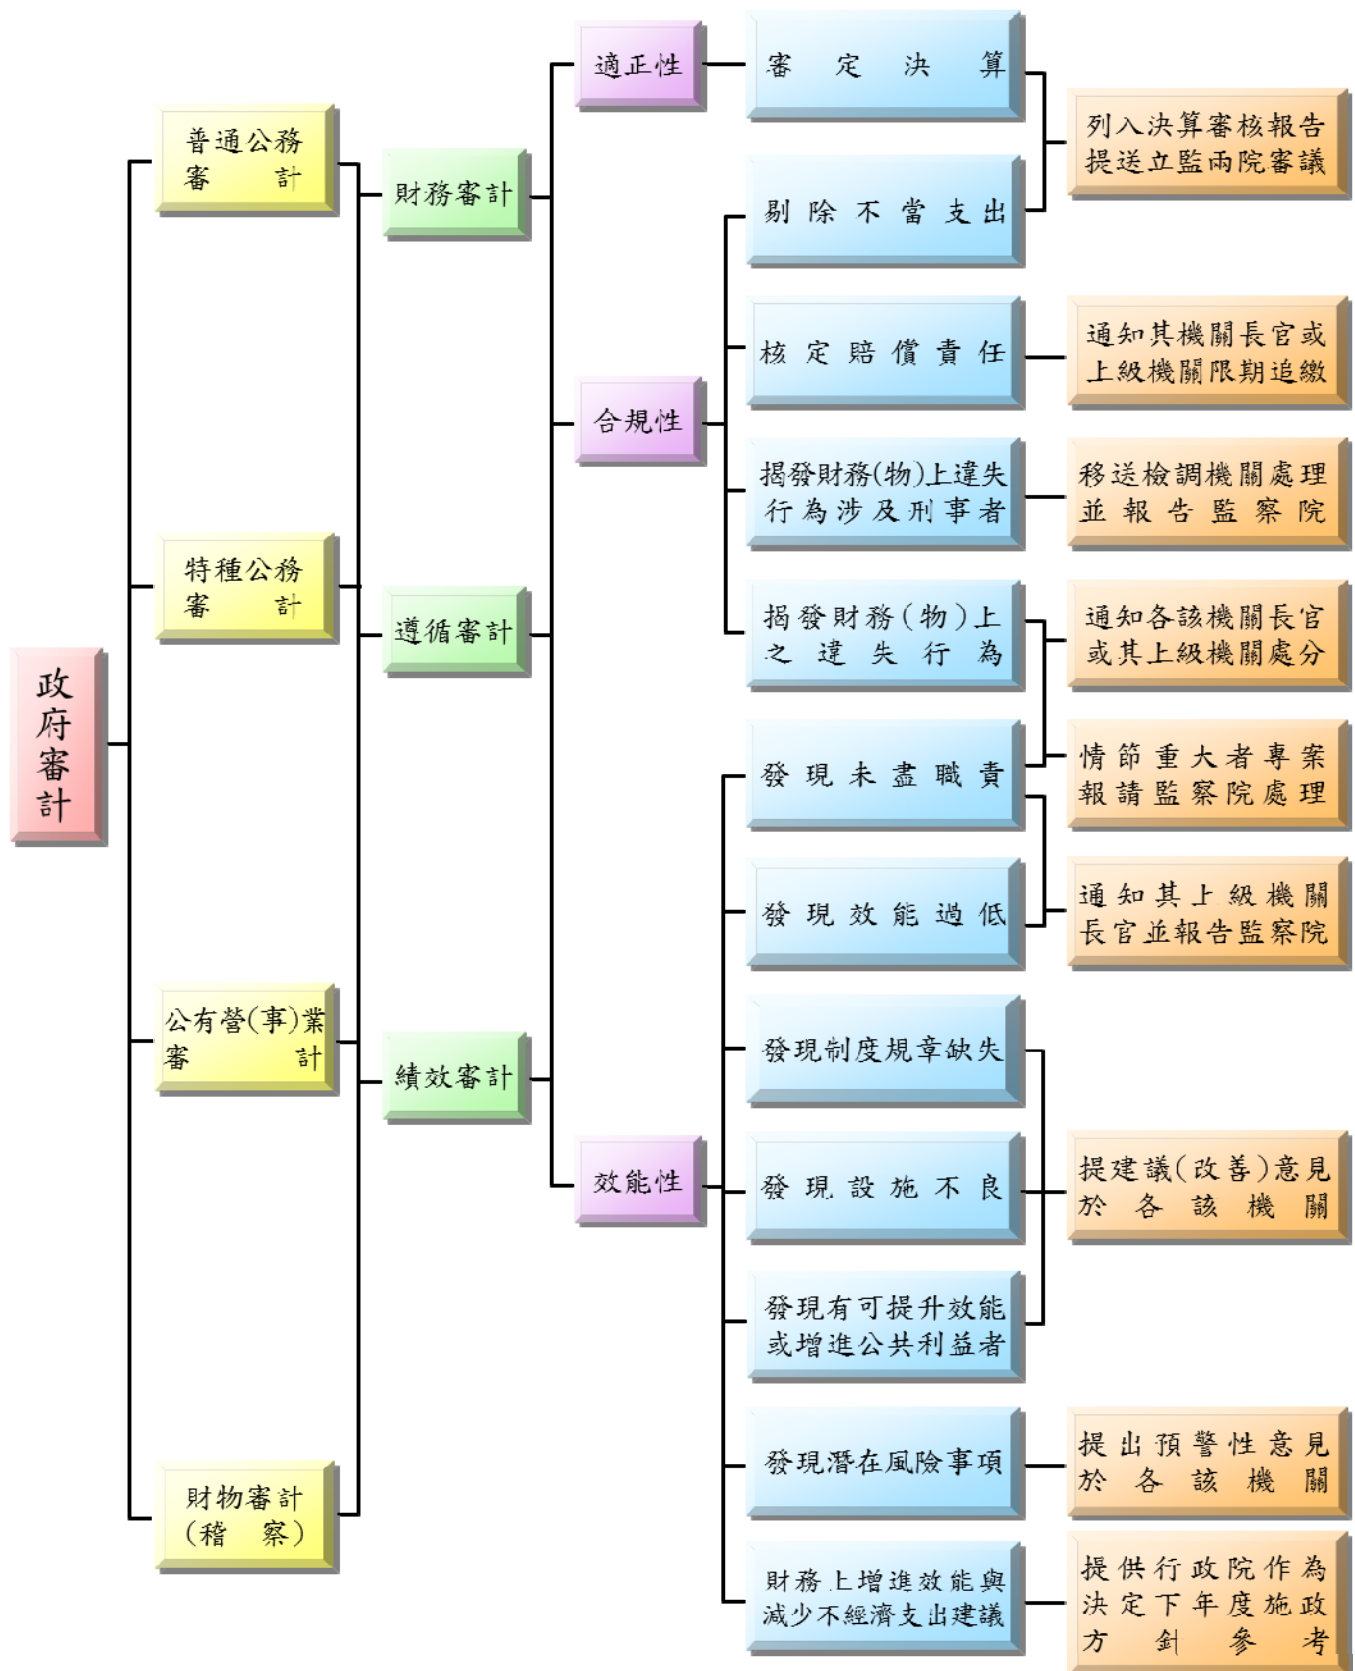 政府審計
普通公務
審計
特種公務
審計
公有營(事)業
審計
財物審計
(稽察)
財務審計
遵循審計
績效審計
適正性
合規性
效能性
審定決算
剔除不當支出
核定賠償責任
揭發財務(物)上違失
行為涉及刑事者
揭發財務(物)上
之違失行為
發現未盡職責
發現效能過低
發現制度規章缺失
發現設施不良
發現有可提升效能
或增進公共利益者
發現潛在風險事項
財務上增進效能與
減少不經濟支出建議
列入決算審核報告
提送立監兩院審議
通知其機關長官或
上級機關限期追繳
移送檢調機關處理
並報告監察院
通知各該機關長官
或其上級機關處分
情節重大者專案
報請監察院處理
通知其上級機關
長官並報告監察院
提建議(改善)意見
於各該機關
提出預警性意見
於各該機關
提供行政院作為
決定下年度施政
方針參考